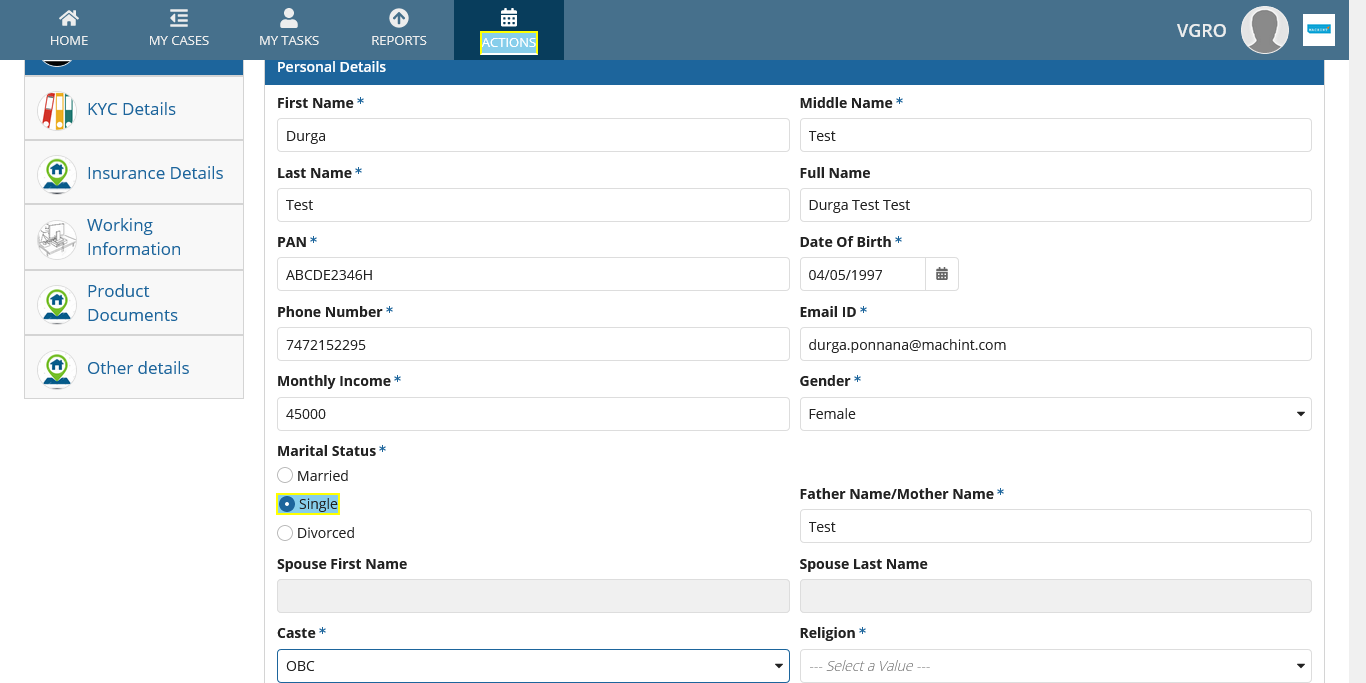 HOME
MY CASES
MY TASKS
REPORTS
ACTIONS
VGRO
KYC Details
Insurance Details
Working
Information
Product
Documents
Other details
Personal Details
First Name *
Middle Name *
Durga
Test
Last Name *
Full Name
Test
Durga Test Test
PAN *
Date Of Birth *
ABCDE2346H
04/05/1997
Phone Number *
Email ID *
7472152295
durga.ponnana@machint.com
Monthly Income *
Gender *
45000
Female
Marital Status *
Married
Single
Divorced
Father Name/Mother Name *
Test
Spouse First Name
Spouse Last Name
Caste *
Religion *
OBC
--- Select a Value ---